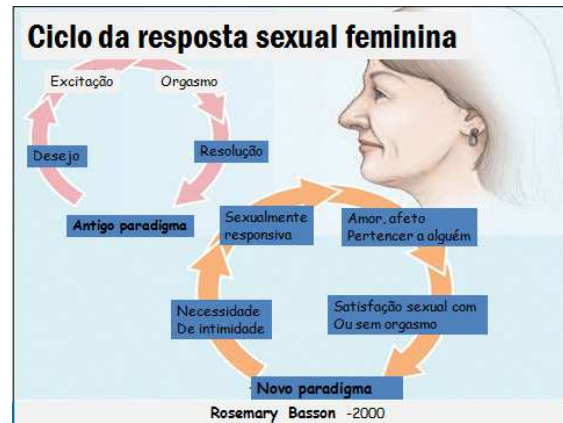 Ciclo da resposta sexual feminina
Excitação
Orgasmo
Desejo
Resolução
Antigo paradigma
Sexualmente
responsiva
Amor, afeto
Pertencer a alguém
Necessidade
De intimidade
Satisfação sexual com
Ou sem orgasmo
Novo paradigma
Rosemary Basson -2000